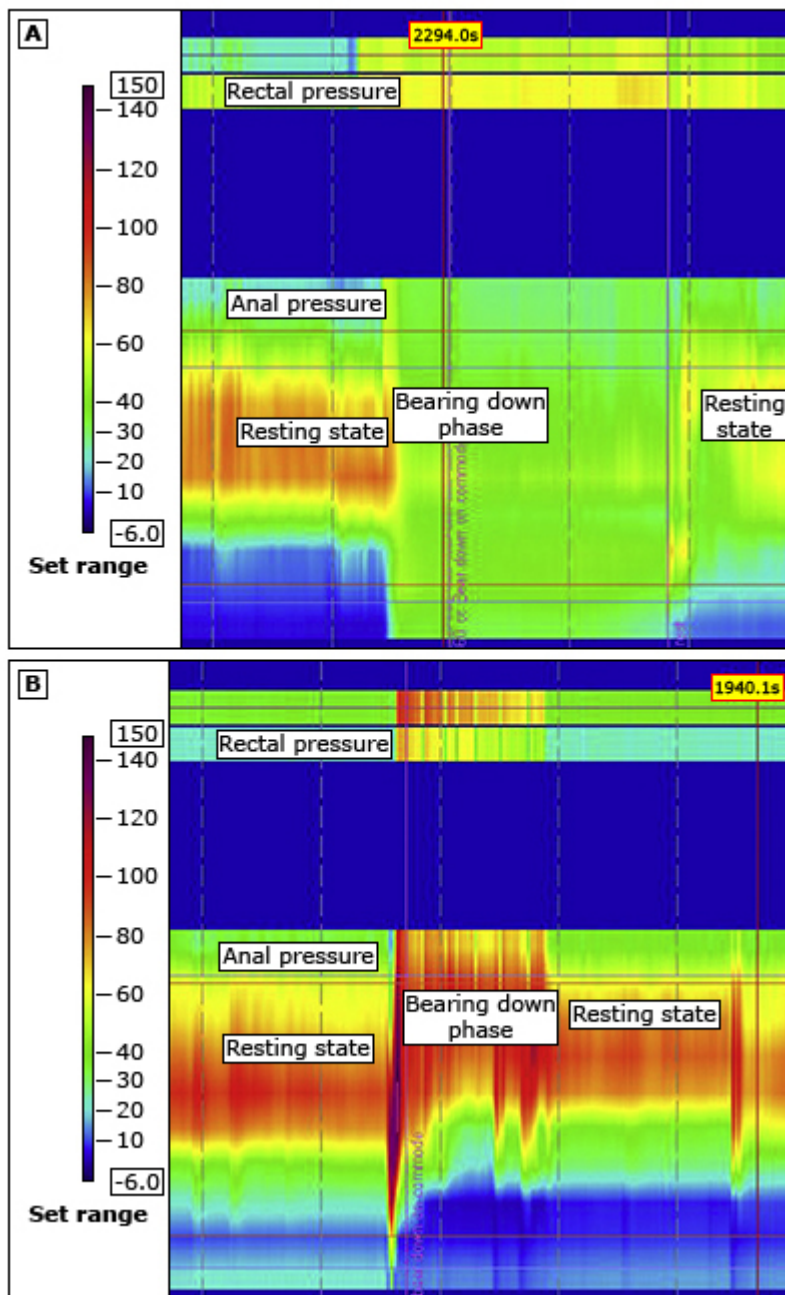 A
2294.0s
150
140
120
100
80
60
40
30
20
10
-6.0
Set range
Rectal pressure
Anal pressure
Resting state
Bearing down
phase
Resting
state
B
1940.1s
150
140
120
100
80
60
40
30
20
10
-6.0
Set range
Rectal pressure
Anal pressure
Resting state
Bearing down
phase
Resting state